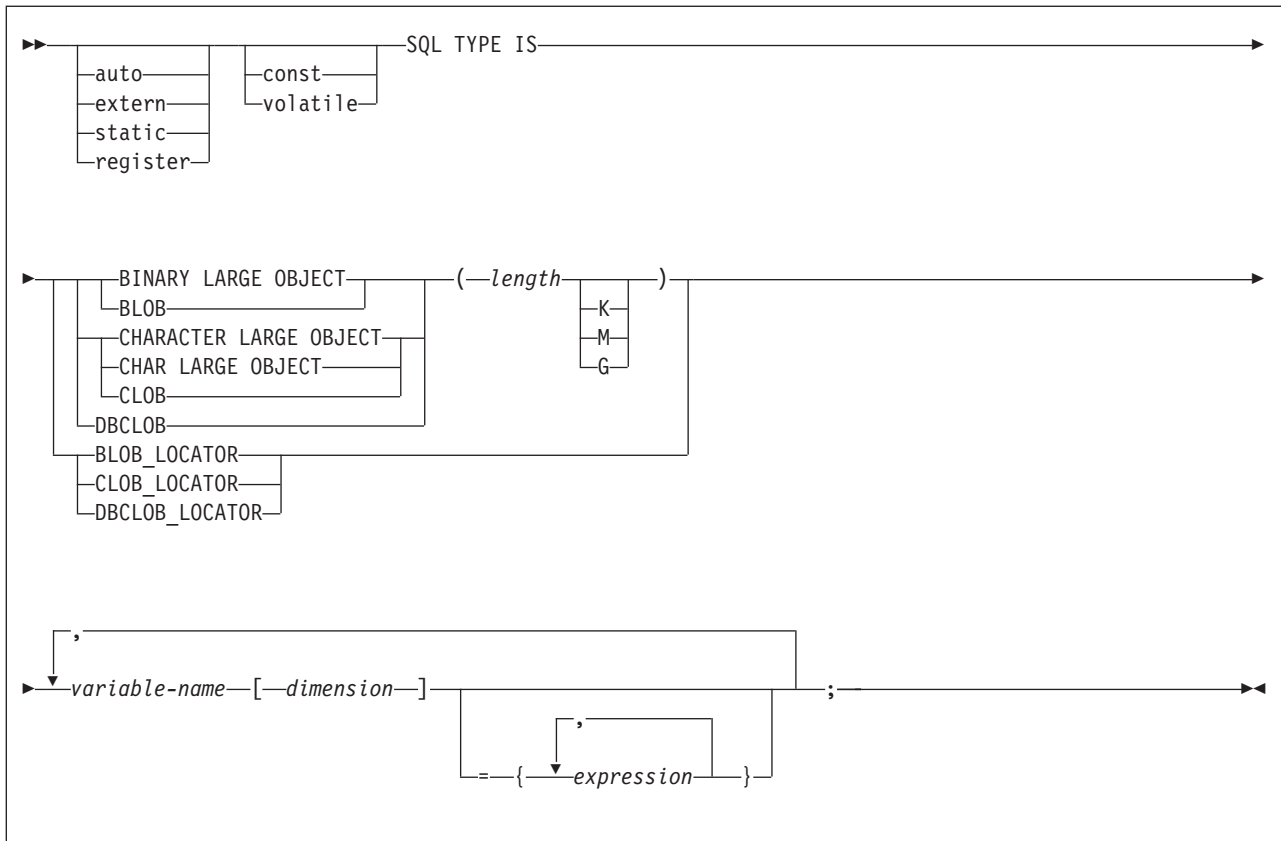 SQL TYPE IS
auto const
extern volatile
static
register
BINARY LARGE OBJECT ( length )
BLOB K
CHARACTER LARGE OBJECT M
CHAR LARGE OBJECT G
CLOB
DBCLOB
BLOB_LOCATOR
CLOB_LOCATOR
DBCLOB_LOCATOR
,
variable-name [ dimension ] ;
,
= { expression }